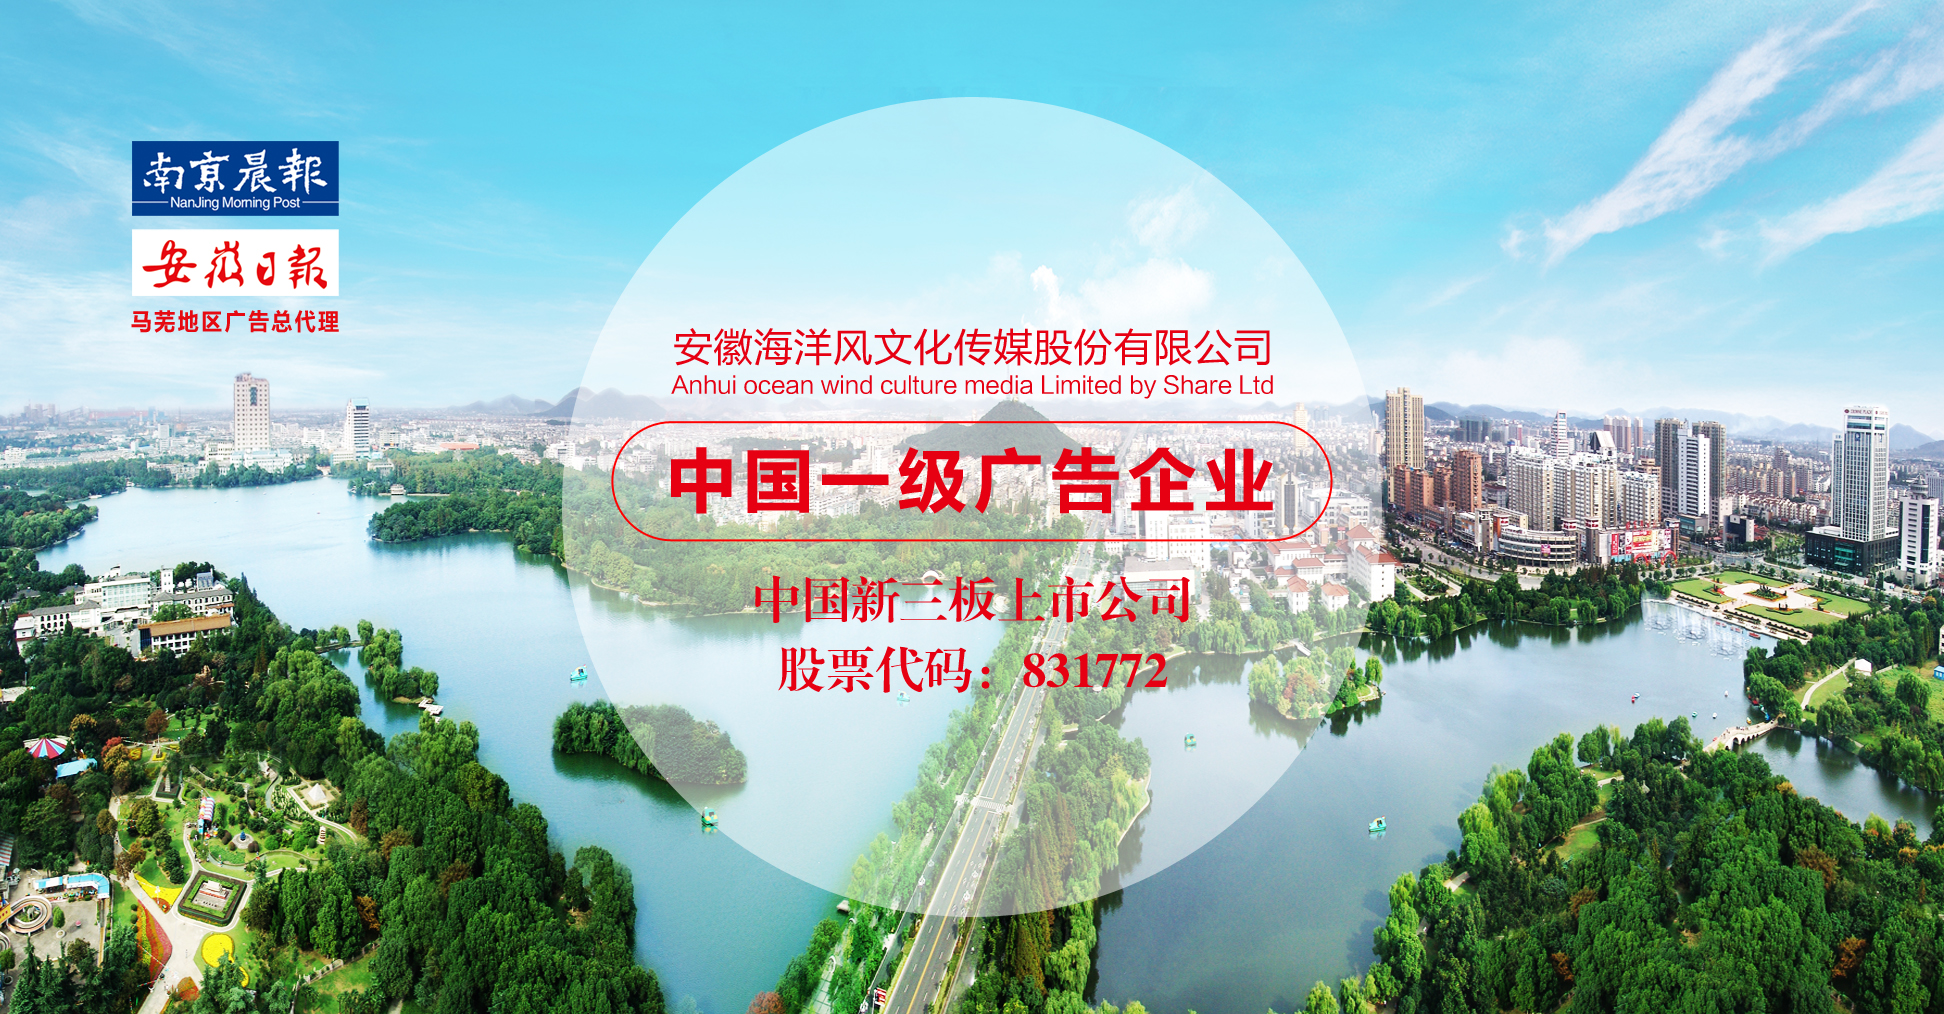 南京晨報
NanJing Morning Post
安徽日報
马芜地区广告总代理
安徽海洋风文化传媒股份有限公司
Anhui ocean wind culture media Limited by Share Ltd
中国一级广告企业
中国新三板上市公司
股票代码：831772